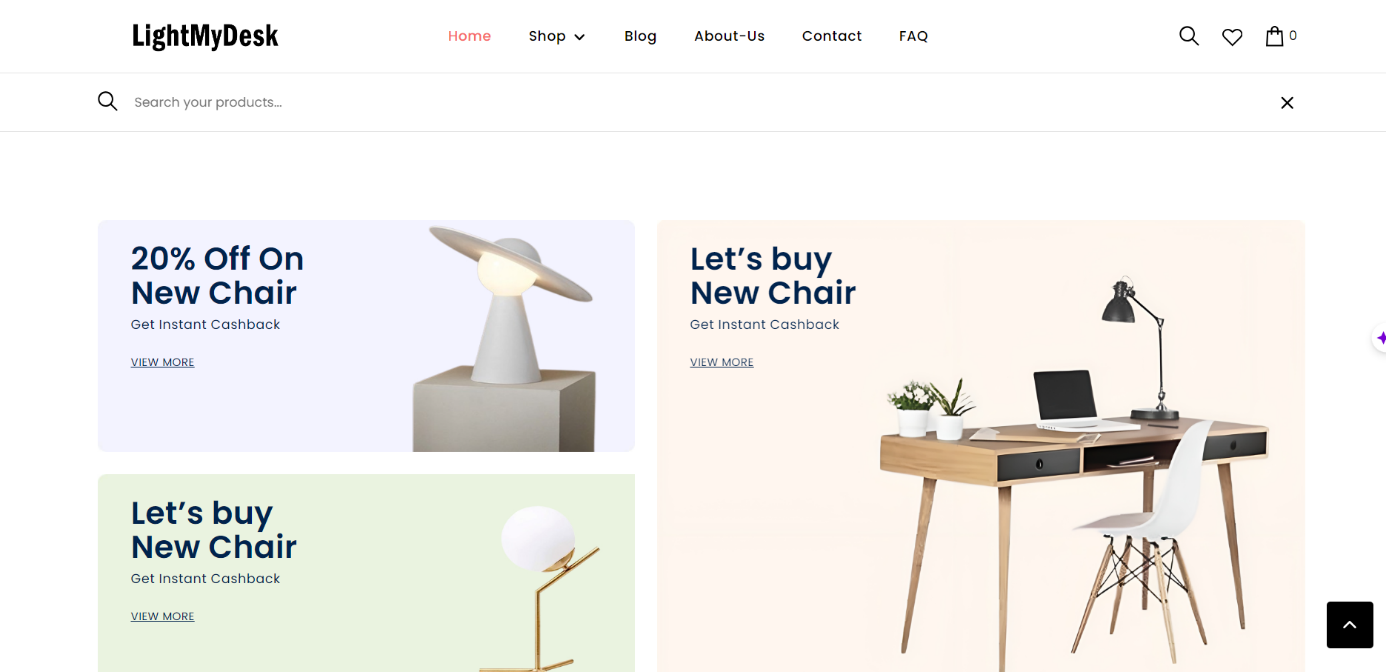 LightMyDesk
Home Shop Blog About-Us Contact FAQ
0
Search your products...
20% Off On
New Chair
Get Instant Cashback
VIEW MORE
Let’s buy
New Chair
Get Instant Cashback
VIEW MORE
Let’s buy
New Chair
Get Instant Cashback
VIEW MORE